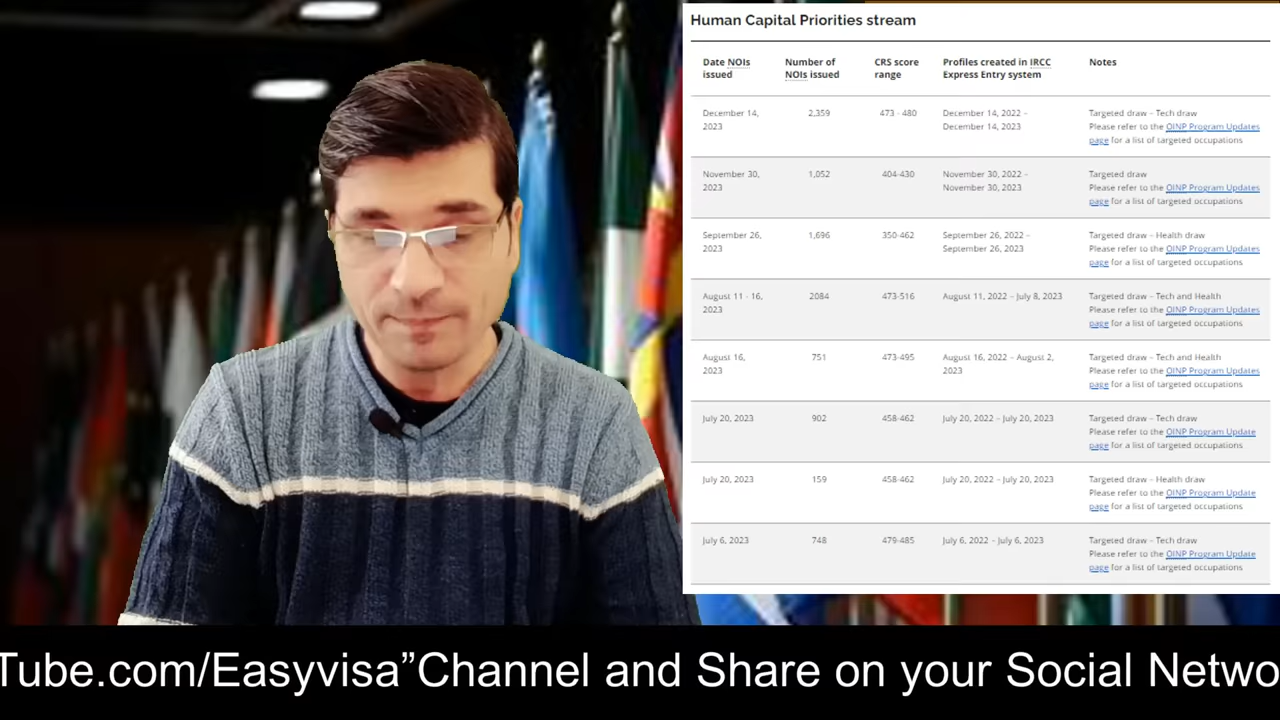 Human Capital Priorities stream
Date NOIs issued Number of NOIs issued CRS score range Profiles created in IRCC Express Entry system Notes
December 14, 2023 2,359 473 - 480 December 14, 2022 – December 14, 2023 Targeted draw – Tech draw
Please refer to the OINP Program Updates page for a list of targeted occupations
November 30, 2023 1,052 404-430 November 30, 2022 – November 30, 2023 Targeted draw
Please refer to the OINP Program Updates page for a list of targeted occupations
September 26, 2023 1,696 350-462 September 26, 2022 – September 26, 2023 Targeted draw – Health draw
Please refer to the OINP Program Updates page for a list of targeted occupations
August 11 - 16, 2023 2084 473-516 August 11, 2022 – July 8, 2023 Targeted draw – Tech and Health
Please refer to the OINP Program Updates page for a list of targeted occupations
August 16, 2023 751 473-495 August 16, 2022 – August 2, 2023 Targeted draw – Tech and Health
Please refer to the OINP Program Updates page for a list of targeted occupations
July 20, 2023 902 458-462 July 20, 2022 – July 20, 2023 Targeted draw – Tech draw
Please refer to the OINP Program Update page for a list of targeted occupations
July 20, 2023 159 458-462 July 20, 2022 – July 20, 2023 Targeted draw – Health draw
Please refer to the OINP Program Update page for a list of targeted occupations
July 6, 2023 748 479-485 July 6, 2022 – July 6, 2023 Targeted draw – Tech draw
Please refer to the OINP Program Update page for a list of targeted occupations
Tube.com/Easyvisa”Channel and Share on your Social Netwo